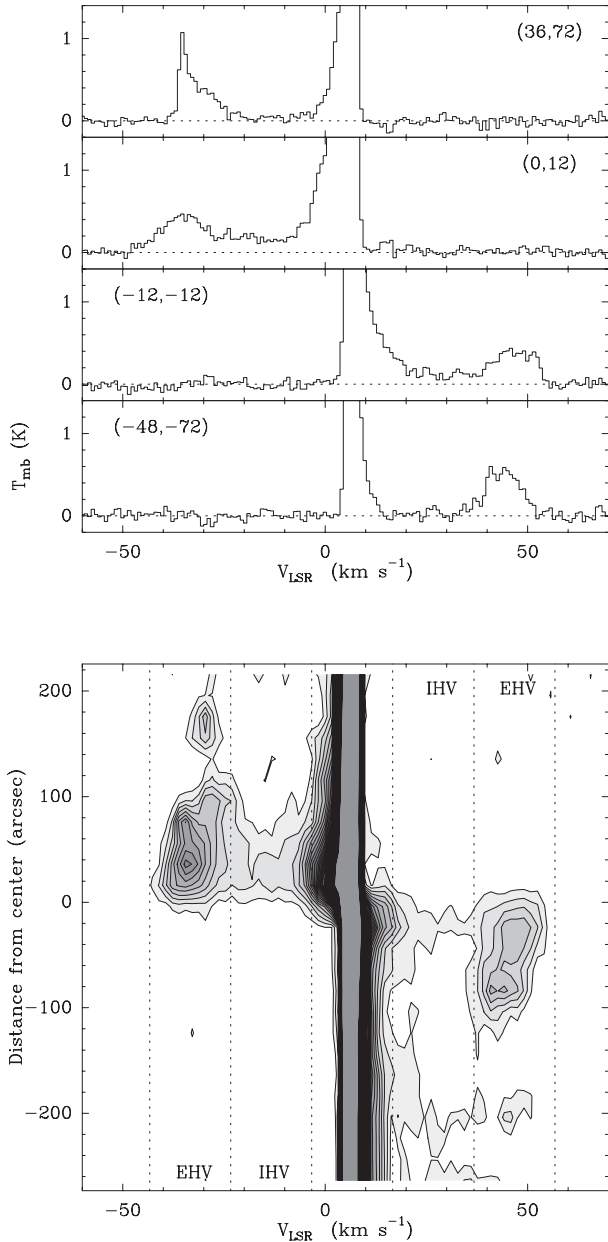 1
(36,72)
0
1
(0,12)
0
1
(−12,−12)
0
1
(−48,−72)
0
T_mb (K)
−50 0 50
V_LSR (km s⁻¹)
200
IHV EHV
100
0
−100
−200
Distance from center (arcsec)
EHV IHV
−50 0 50
V_LSR (km s⁻¹)